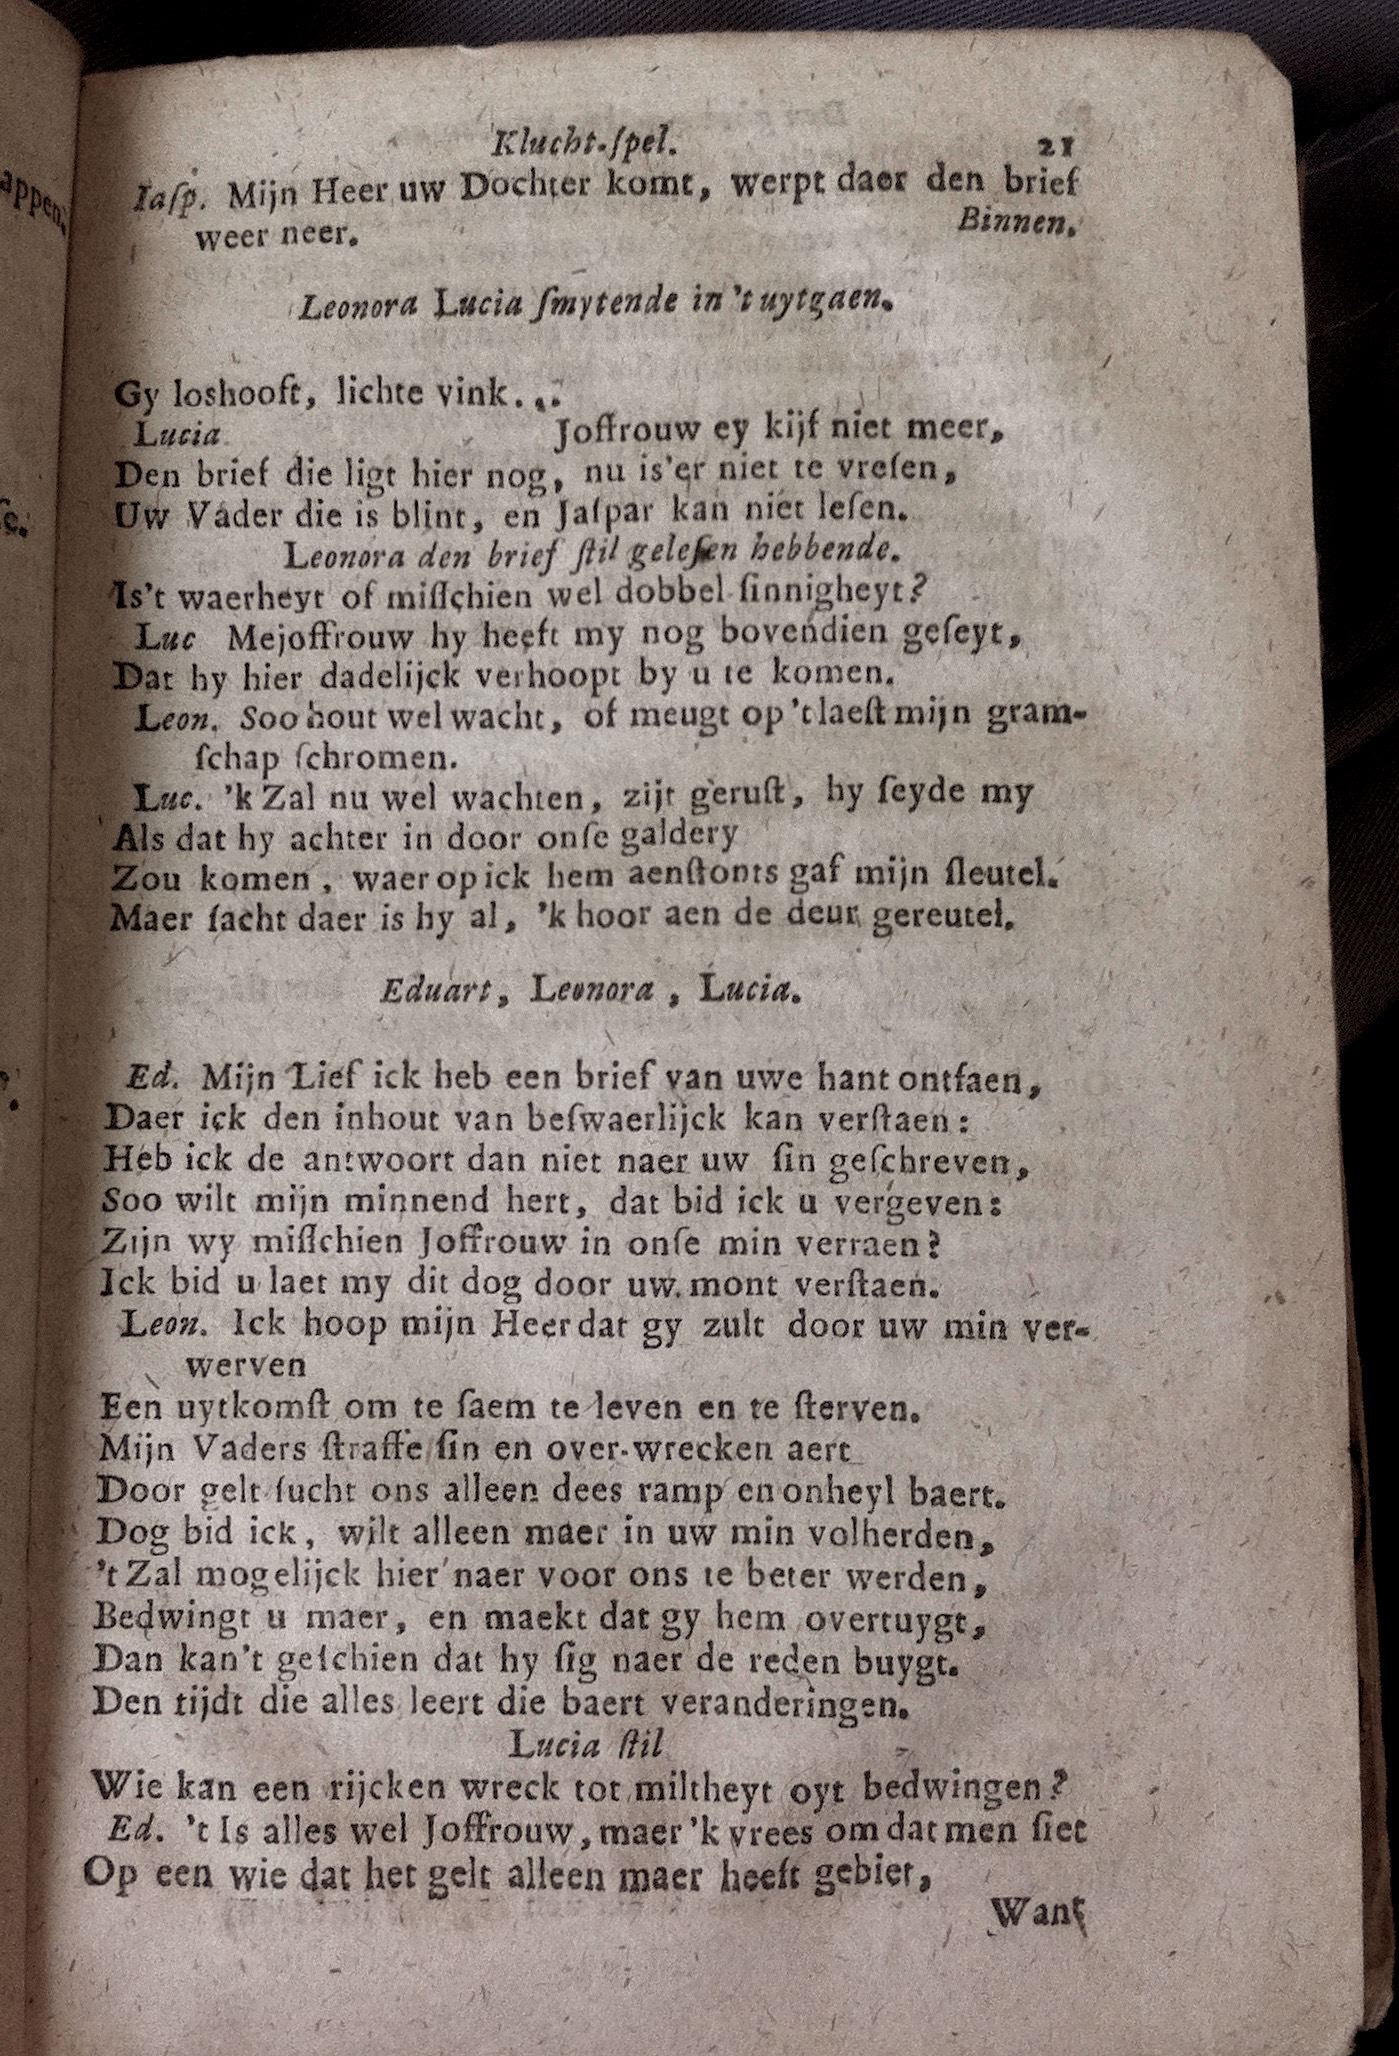 Klucht-ſpel. 21
Iaſp. Mijn Heer uw Dochter komt, werpt daer den brief
weer neer. Binnen.
Leonora Lucia ſmytende in 't uytgaen.
Gy loshooft, lichte vink...
Lucia Joffrouw ey kijf niet meer,
Den brief die ligt hier nog, nu is'er niet te vreſen,
Uw Vader die is blint, en Jaſpar kan niet leſen.
Leonora den brief ſtil geleſen hebbende.
Is't waerheyt of miſſchien wel dobbel ſinnigheyt?
Luc Mejoffrouw hy heeft my nog bovendien geſeyt,
Dat hy hier dadelijck verhoopt by u te komen.
Leon. Soo hout wel wacht, of meugt op 't laeſt mijn gram-
ſchap ſchromen.
Luc. 'k Zal nu wel wachten, zijt geruſt, hy ſeyde my
Als dat hy achter in door onſe galdery
Zou komen, waer op ick hem aenſtonts gaf mijn ſleutel.
Maer ſacht daer is hy al, 'k hoor aen de deur gereutel.
Eduart, Leonora, Lucia.
Ed. Mijn Lief ick heb een brief van uwe hant ontfaen,
Daer ick den inhout van beſwaerlijck kan verſtaen:
Heb ick de antwoort dan niet naer uw ſin geſchreven,
Soo wilt mijn minnend hert, dat bid ick u vergeven:
Zijn wy miſſchien Joffrouw in onſe min verraen?
Ick bid u laet my dit dog door uw mont verſtaen.
Leon. Ick hoop mijn Heer dat gy zult door uw min ver-
werven
Een uytkomſt om te ſaem te leven en te ſterven.
Mijn Vaders ſtraffe ſin en over-wrecken aert
Door gelt ſucht ons alleen dees ramp en onheyl baert.
Dog bid ick, wilt alleen maer in uw min volherden,
't Zal mogelijck hier naer voor ons te beter werden,
Bedwingt u maer, en maekt dat gy hem overtuygt,
Dan kan't geſchien dat hy ſig naer de reden buygt.
Den tijdt die alles leert die baert veranderingen.
Lucia ſtil
Wie kan een rijcken wreck tot miltheyt oyt bedwingen?
Ed. 't Is alles wel Joffrouw, maer 'k vrees om dat men ſiet
Op een wie dat het gelt alleen maer heeft gebiet,
Want